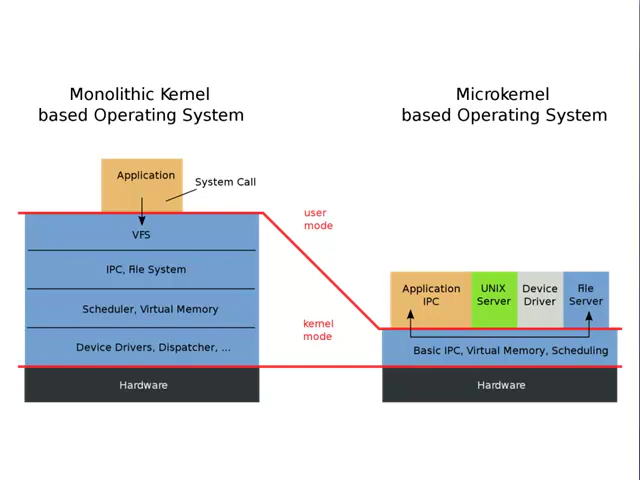 Monolithic Kernel
based Operating System
Microkernel
based Operating System
Application
System Call
user
mode
VFS
IPC, File System
Scheduler, Virtual Memory
kernel
mode
Device Drivers, Dispatcher, ...
Hardware
Application
IPC
UNIX
Server
Device
Driver
File
Server
Basic IPC, Virtual Memory, Scheduling
Hardware